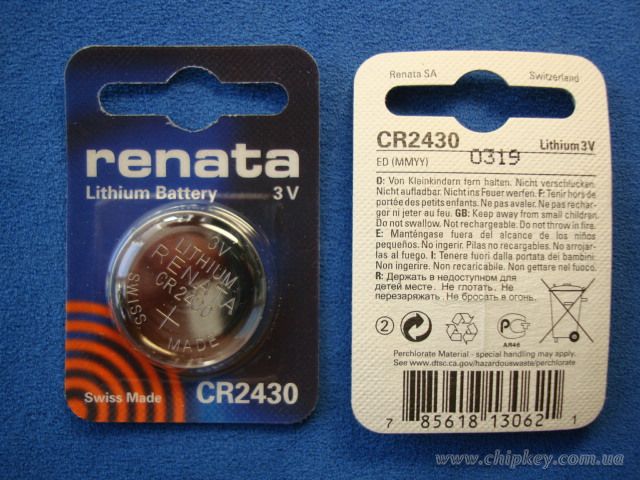 renata
Lithium Battery 3 V
3V
LITHIUM
RENATA
CR2430
SWISS
MADE
+
CR2430
Swiss Made
Renata SA Switzerland
CR2430 Lithium 3V
ED (MMYY) 0319
D: Von Kleinkindern fern halten. Nicht verschlucken.
Nicht aufladbar. Nicht ins Feuer werfen. F: Tenir hors de
portée des petits enfants. Ne pas avaler. Ne pas rechar-
ger ni jeter au feu. GB: Keep away from small children.
Do not swallow. Not rechargeable. Do not throw in fire.
E: Manténgase fuera del alcance de los niños
pequeños. No ingerir. Pilas no recargables. No arrojar-
las al fuego. I: Tenere fuori dalla portata dei bambini.
Non ingerire. Non ricaricabile. Non gettare nel fuoco.
R: Держать в недоступном для
детей месте. Не глотать. Не
перезаряжать. Не бросать в огонь.
2
АЯ46
Perchlorate Material - special handling may apply.
See www.dtsc.ca.gov/hazardouswaste/perchlorate
7 85618 13062 1
www.chipkey.com.ua